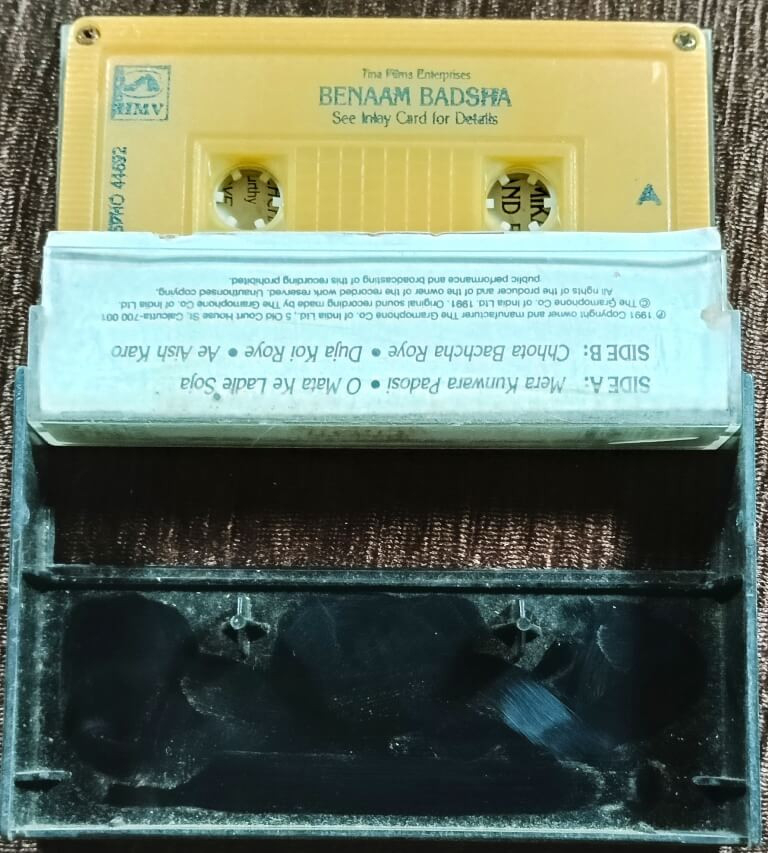 Tina Films Enterprises
BENAAM BADSHA
See Inlay Card for Details
HMV
A
SIDE A: Mera Kunwara Padosi • O Mata Ke Ladle Soja
SIDE B: Chhota Bachcha Roye • Duja Koi Roye • Ae Aish Karo
℗ 1991 Copyright owner and manufacture The Gramophone Co. of India Ltd., 5 Old Court House St. Calcutta-700 001
© The Gramophone Co. of India Ltd. 1991. Original sound recording made by The Gramophone Co. of India Ltd.
All rights of the producer and of the owner of the recorded work reserved. Unauthorised copying,
public performance and broadcasting of this recording prohibited.